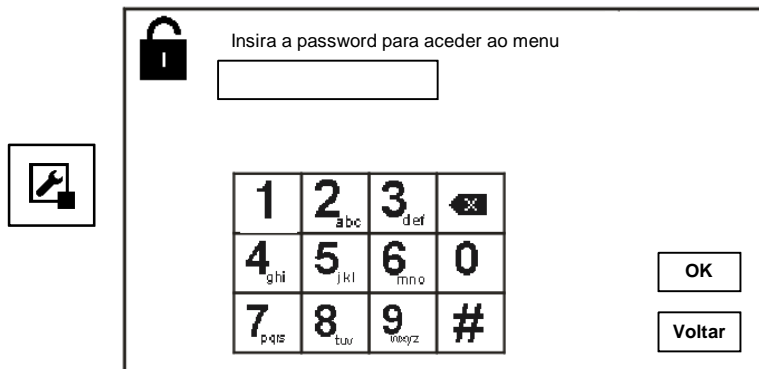 Insira a password para aceder ao menu
1 2 abc 3 def
4 ghi 5 jkl 6 mno 0
7 pqrs 8 tuv 9 wxyz #
OK
Voltar